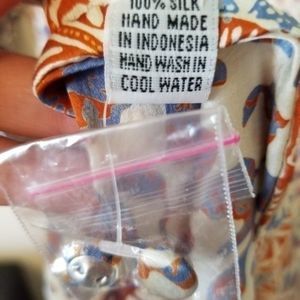 100% SILK
HAND MADE
IN INDONESIA
HAND WASH IN
COOL WATER